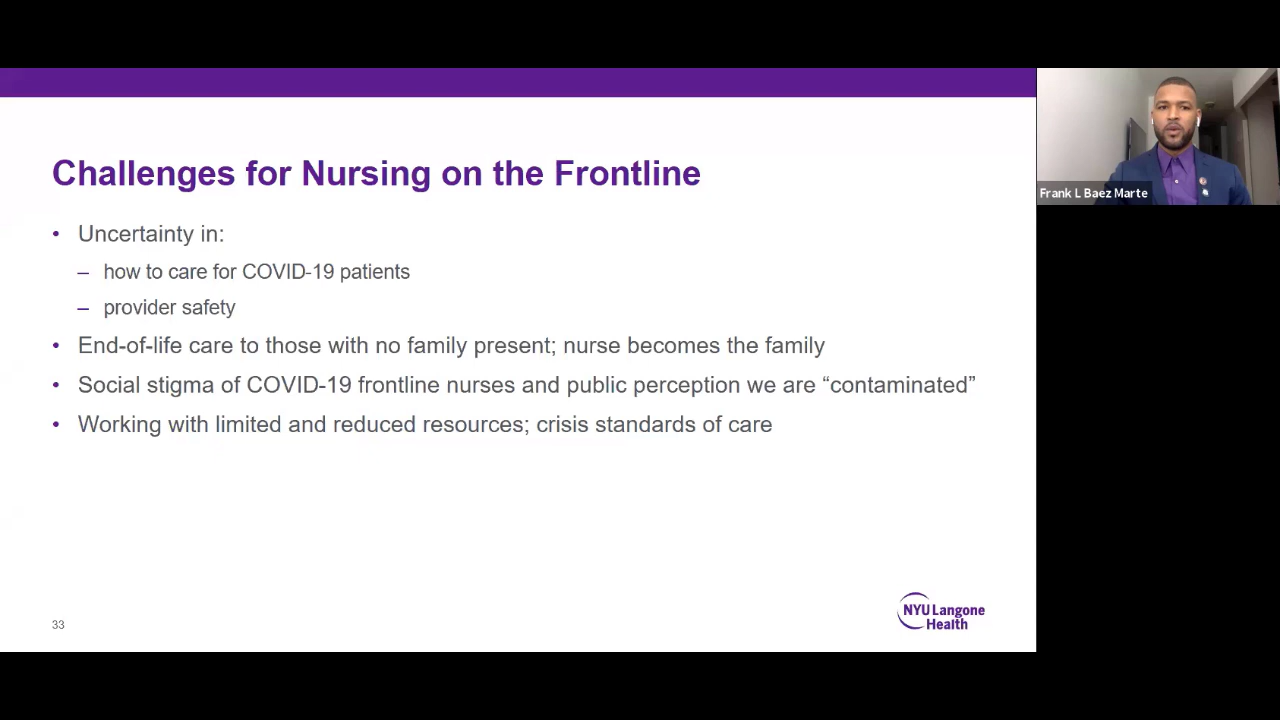 Challenges for Nursing on the Frontline
• Uncertainty in:
– how to care for COVID-19 patients
– provider safety
• End-of-life care to those with no family present; nurse becomes the family
• Social stigma of COVID-19 frontline nurses and public perception we are “contaminated”
• Working with limited and reduced resources; crisis standards of care
33
NYU Langone
Health
Frank L Baez Marte